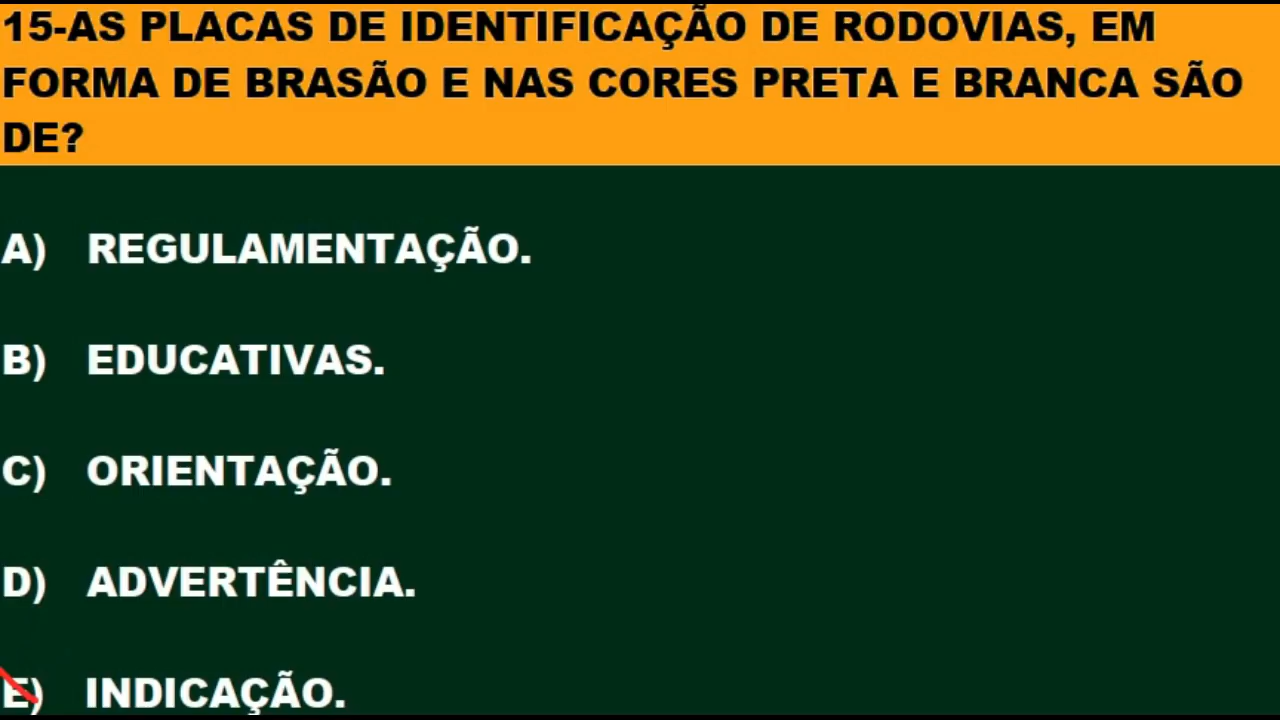 15-AS PLACAS DE IDENTIFICAÇÃO DE RODOVIAS, EM
FORMA DE BRASÃO E NAS CORES PRETA E BRANCA SÃO
DE?
A) REGULAMENTAÇÃO.
B) EDUCATIVAS.
C) ORIENTAÇÃO.
D) ADVERTÊNCIA.
E) INDICAÇÃO.